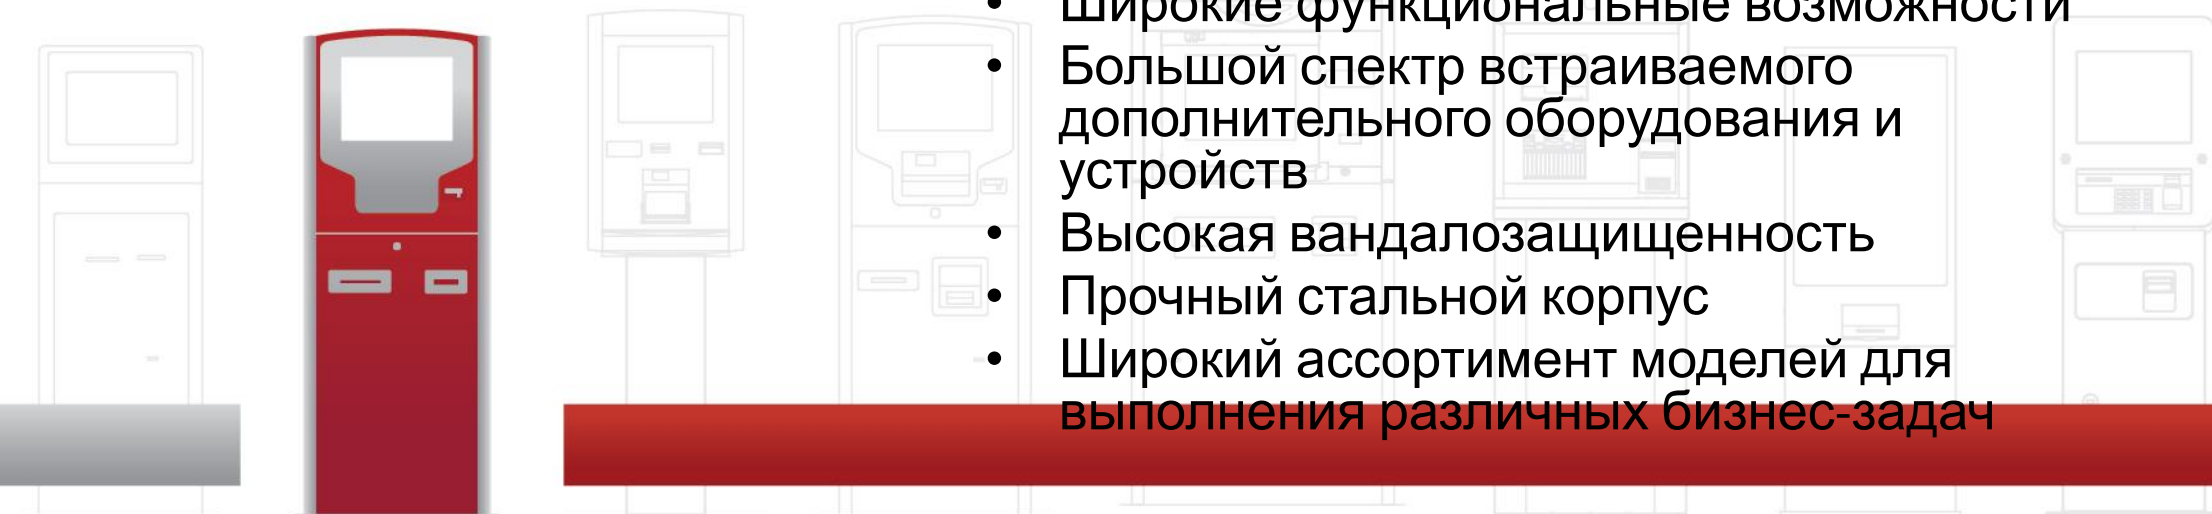 • Широкие функциональные возможности
• Большой спектр встраиваемого
дополнительного оборудования и
устройств
• Высокая вандалозащищенность
• Прочный стальной корпус
• Широкий ассортимент моделей для
выполнения различных бизнес-задач